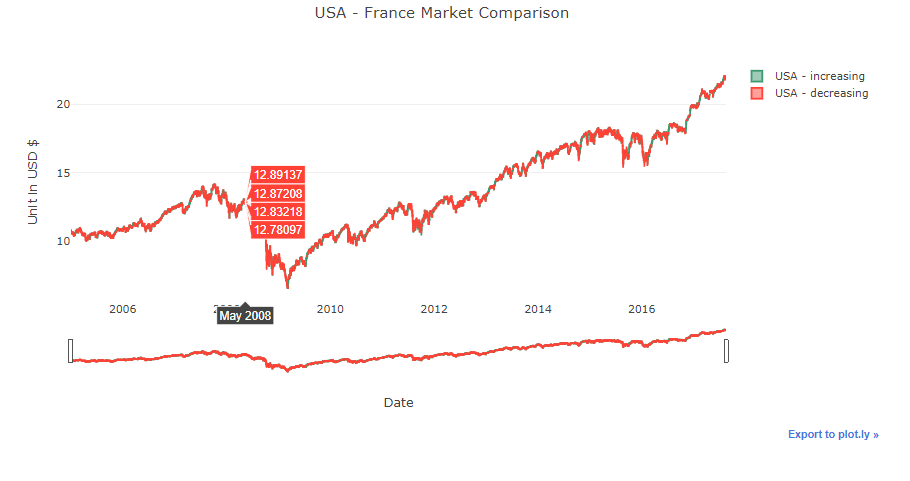 USA - France Market Comparison
USA - increasing
USA - decreasing
Unit in USD $
20
15
10
12.89137
12.87208
12.83218
12.78097
2006
2010
2012
2014
2016
May 2008
Date
Export to plot.ly »